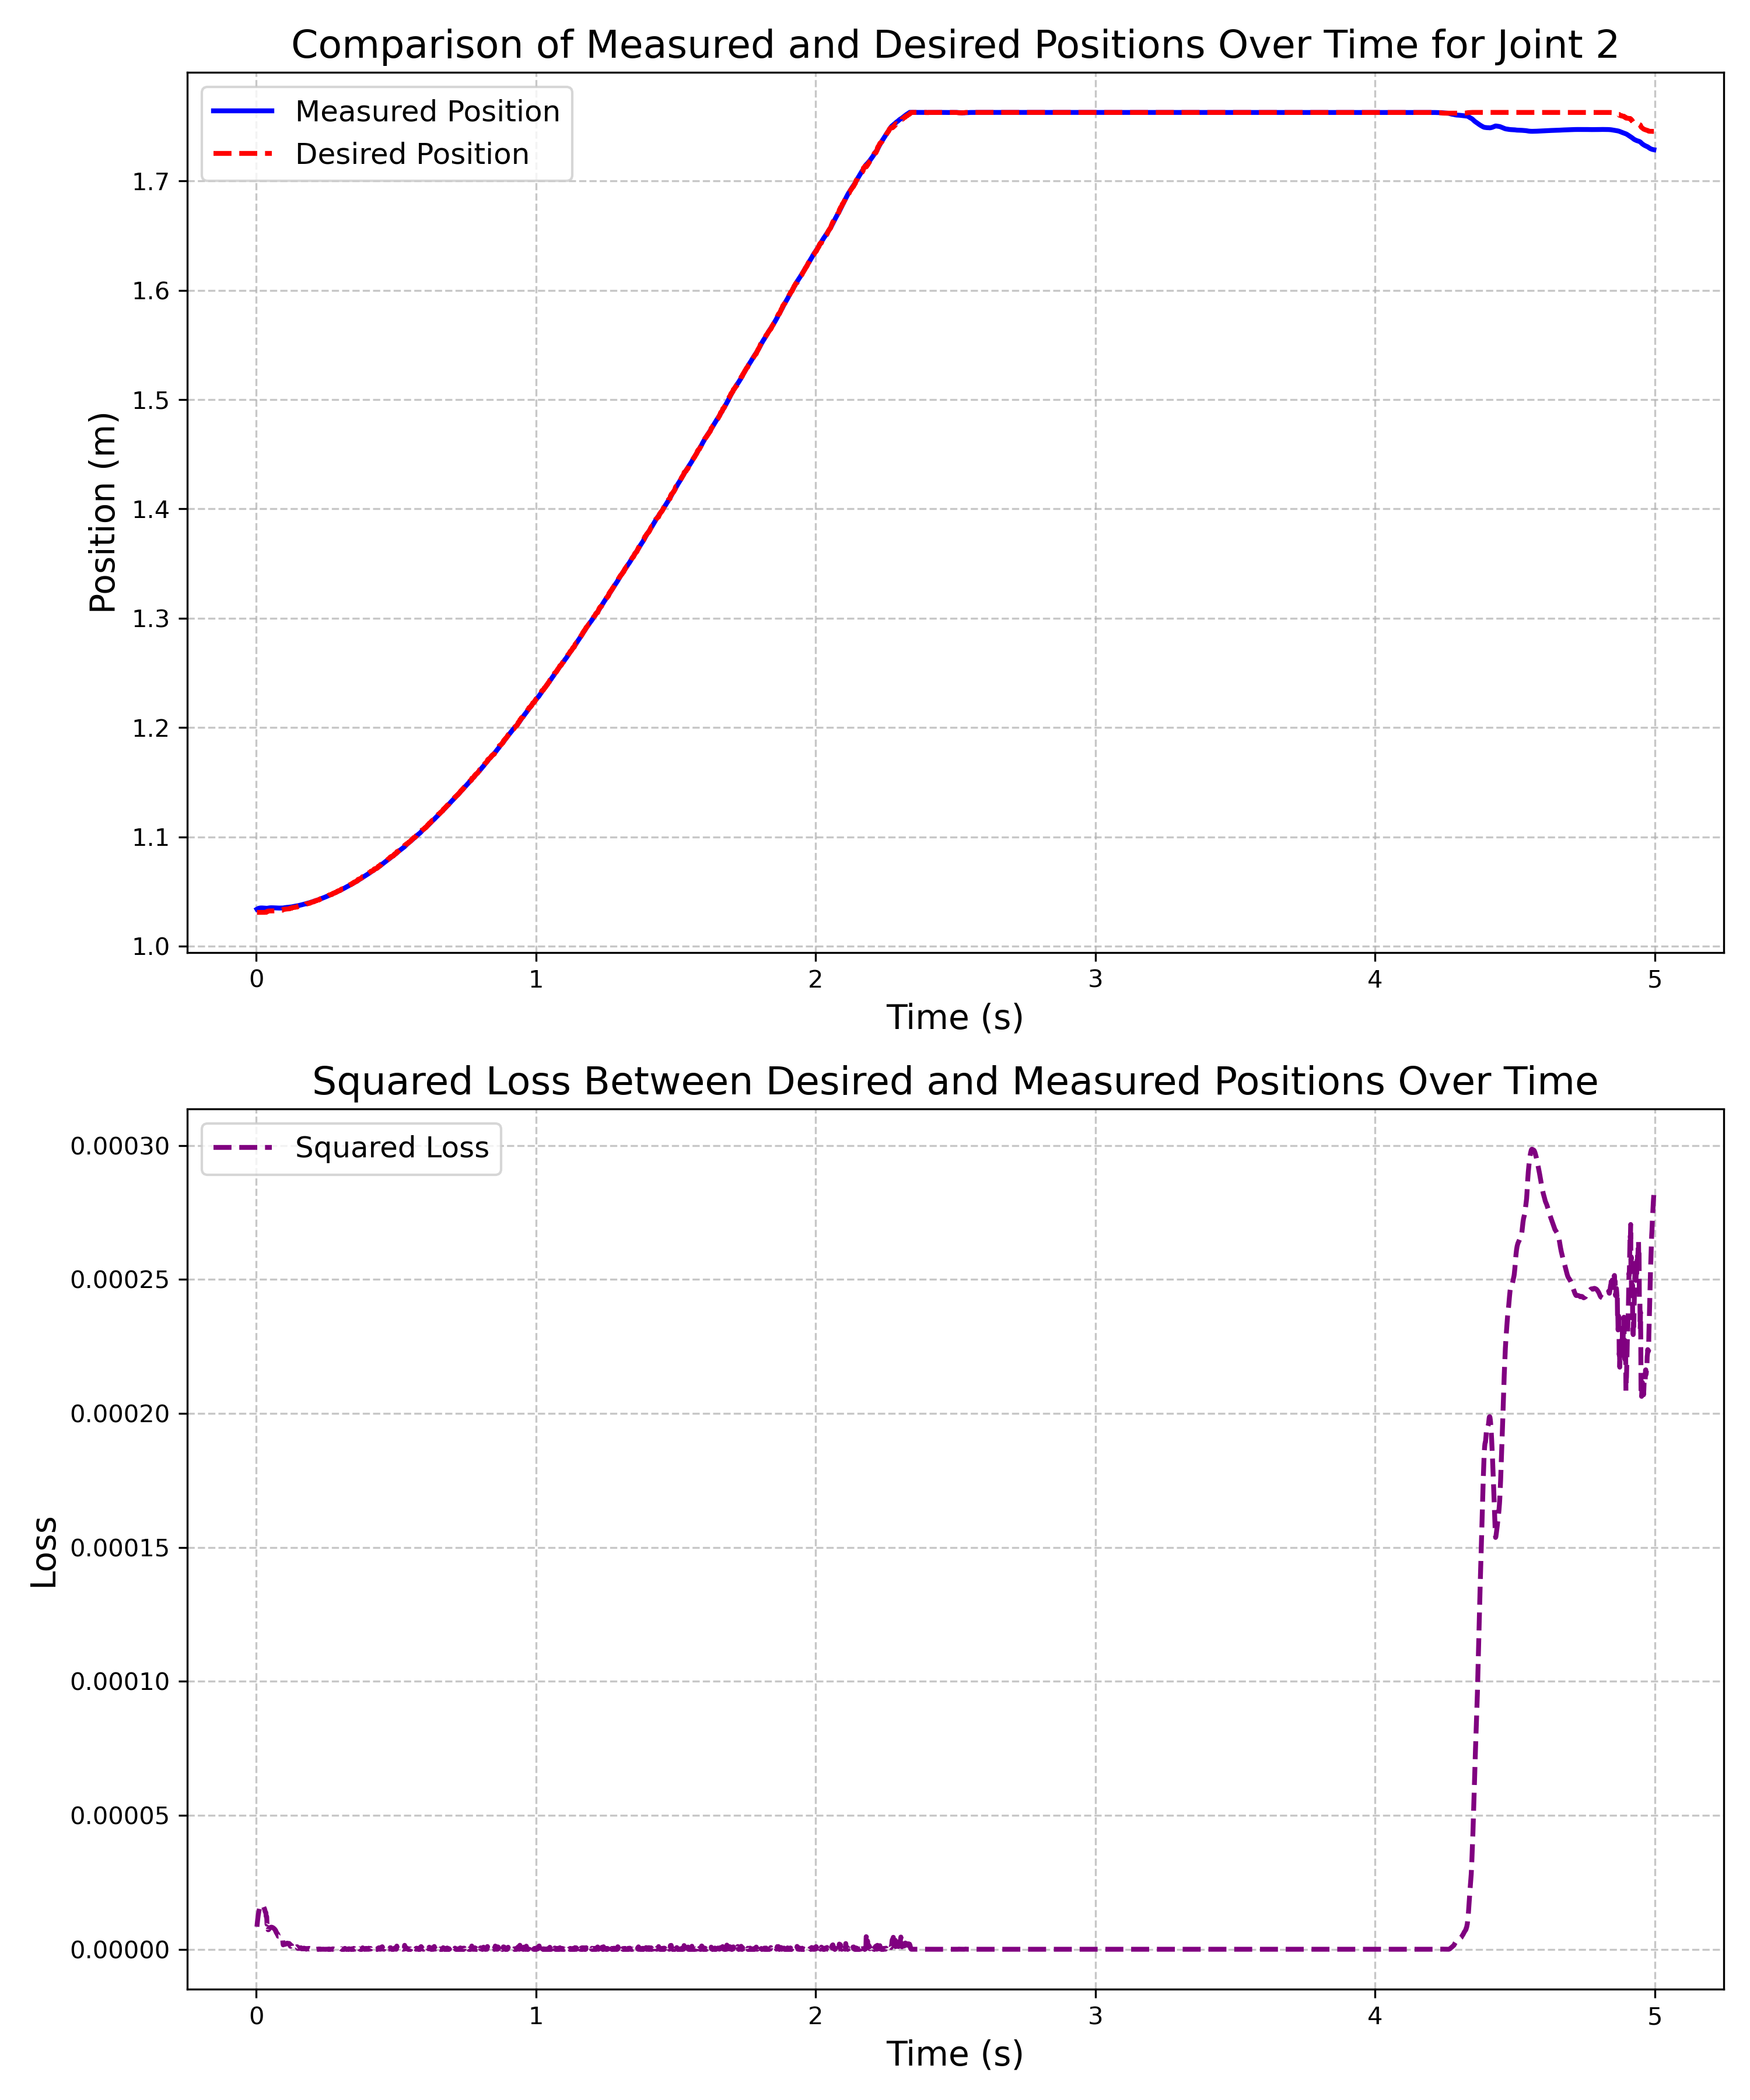 Comparison of Measured and Desired Positions Over Time for Joint 2
Measured Position
Desired Position
Position (m)
1.7
1.6
1.5
1.4
1.3
1.2
1.1
1.0
0 1 2 3 4 5
Time (s)
Squared Loss Between Desired and Measured Positions Over Time
Squared Loss
Loss
0.00030
0.00025
0.00020
0.00015
0.00010
0.00005
0.00000
0 1 2 3 4 5
Time (s)